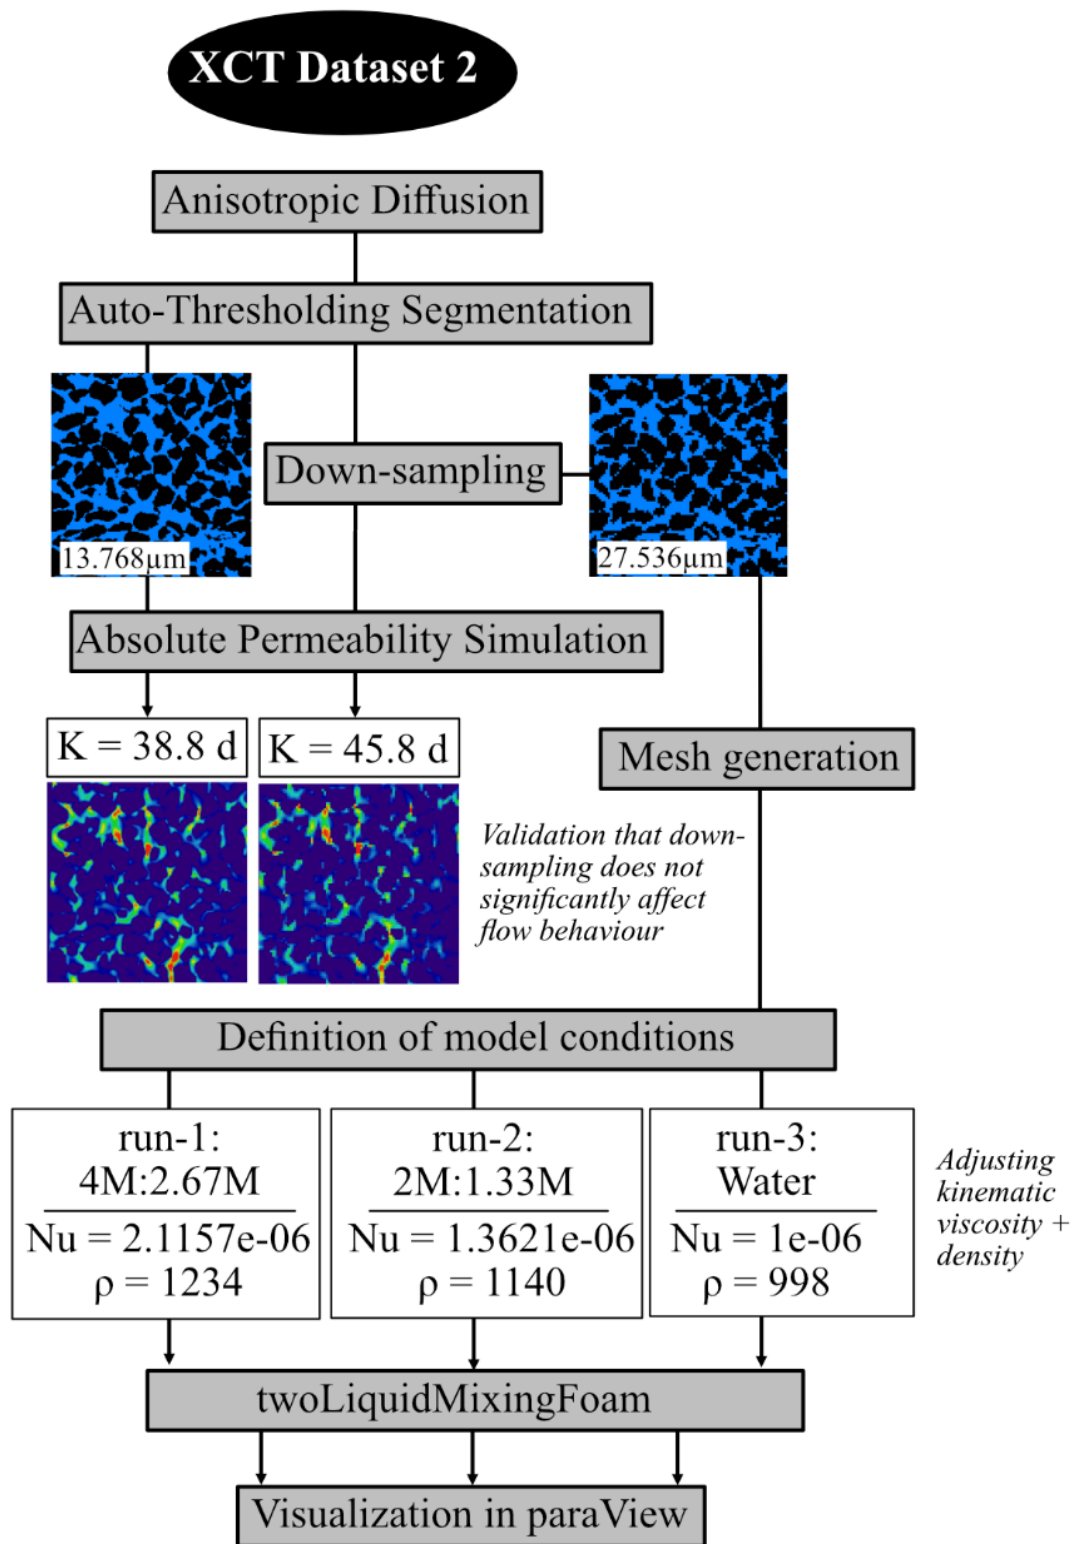 XCT Dataset 2
Anisotropic Diffusion
Auto-Thresholding Segmentation
Down-sampling
13.768µm
27.536µm
Absolute Permeability Simulation
K = 38.8 d
K = 45.8 d
Mesh generation
Validation that down-
sampling does not
significantly affect
flow behaviour
Definition of model conditions
run-1:
4M:2.67M
Nu = 2.1157e-06
ρ = 1234
run-2:
2M:1.33M
Nu = 1.3621e-06
ρ = 1140
run-3:
Water
Nu = 1e-06
ρ = 998
Adjusting
kinematic
viscosity +
density
twoLiquidMixingFoam
Visualization in paraView